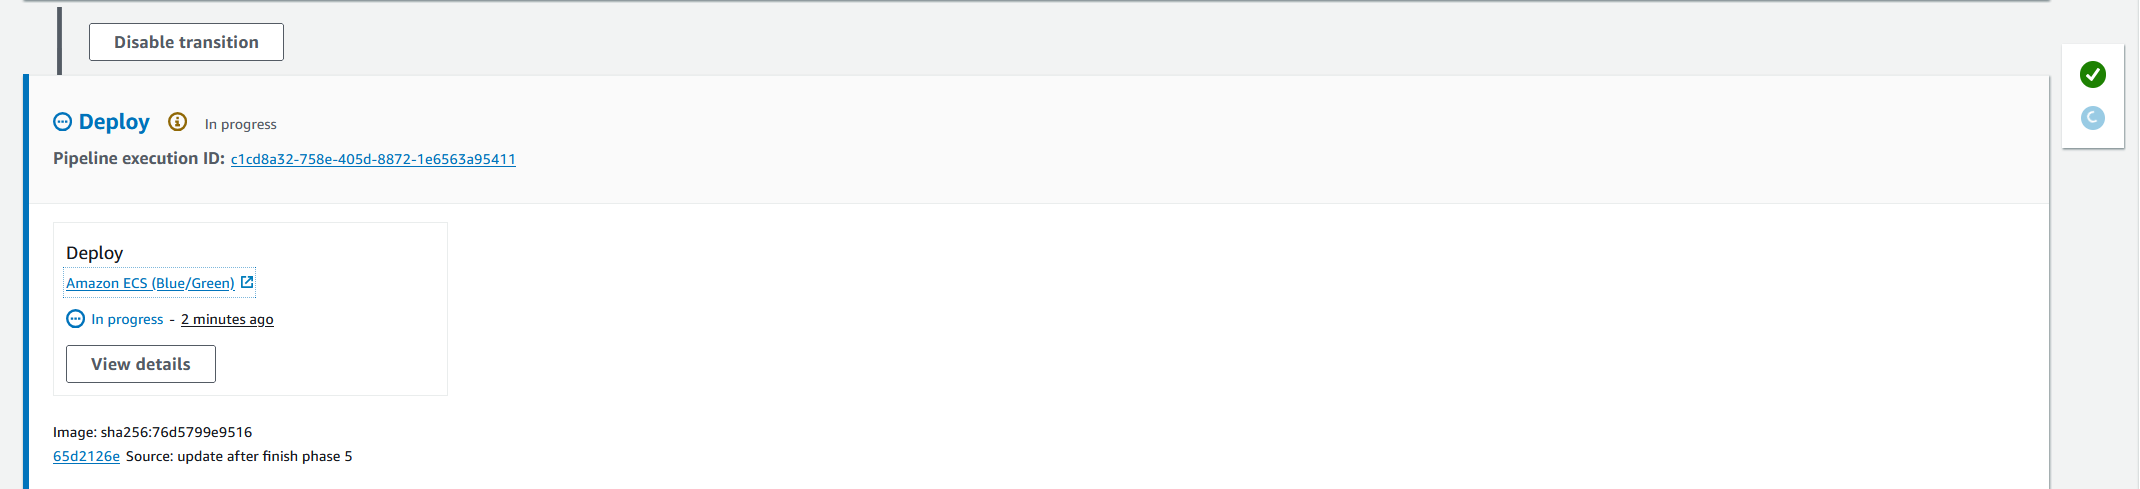 Disable transition
Deploy In progress
Pipeline execution ID: c1cd8a32-758e-405d-8872-1e6563a95411
Deploy
Amazon ECS (Blue/Green)
In progress - 2 minutes ago
View details
Image: sha256:76d5799e9516
65d2126e Source: update after finish phase 5